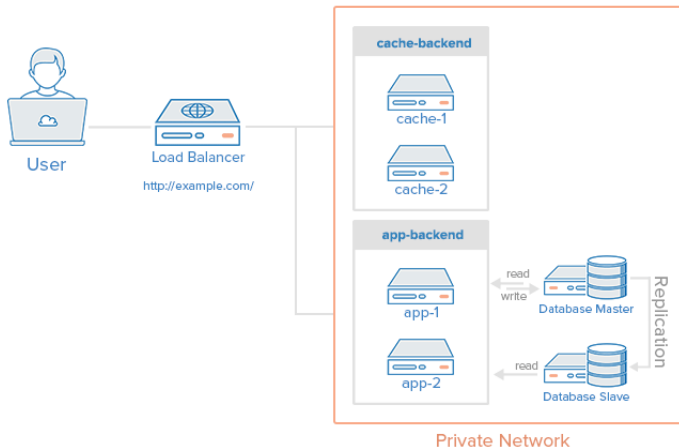 User
Load Balancer
http://example.com/
cache-backend
cache-1
cache-2
app-backend
app-1
app-2
read
write
Database Master
read
Database Slave
Replication
Private Network